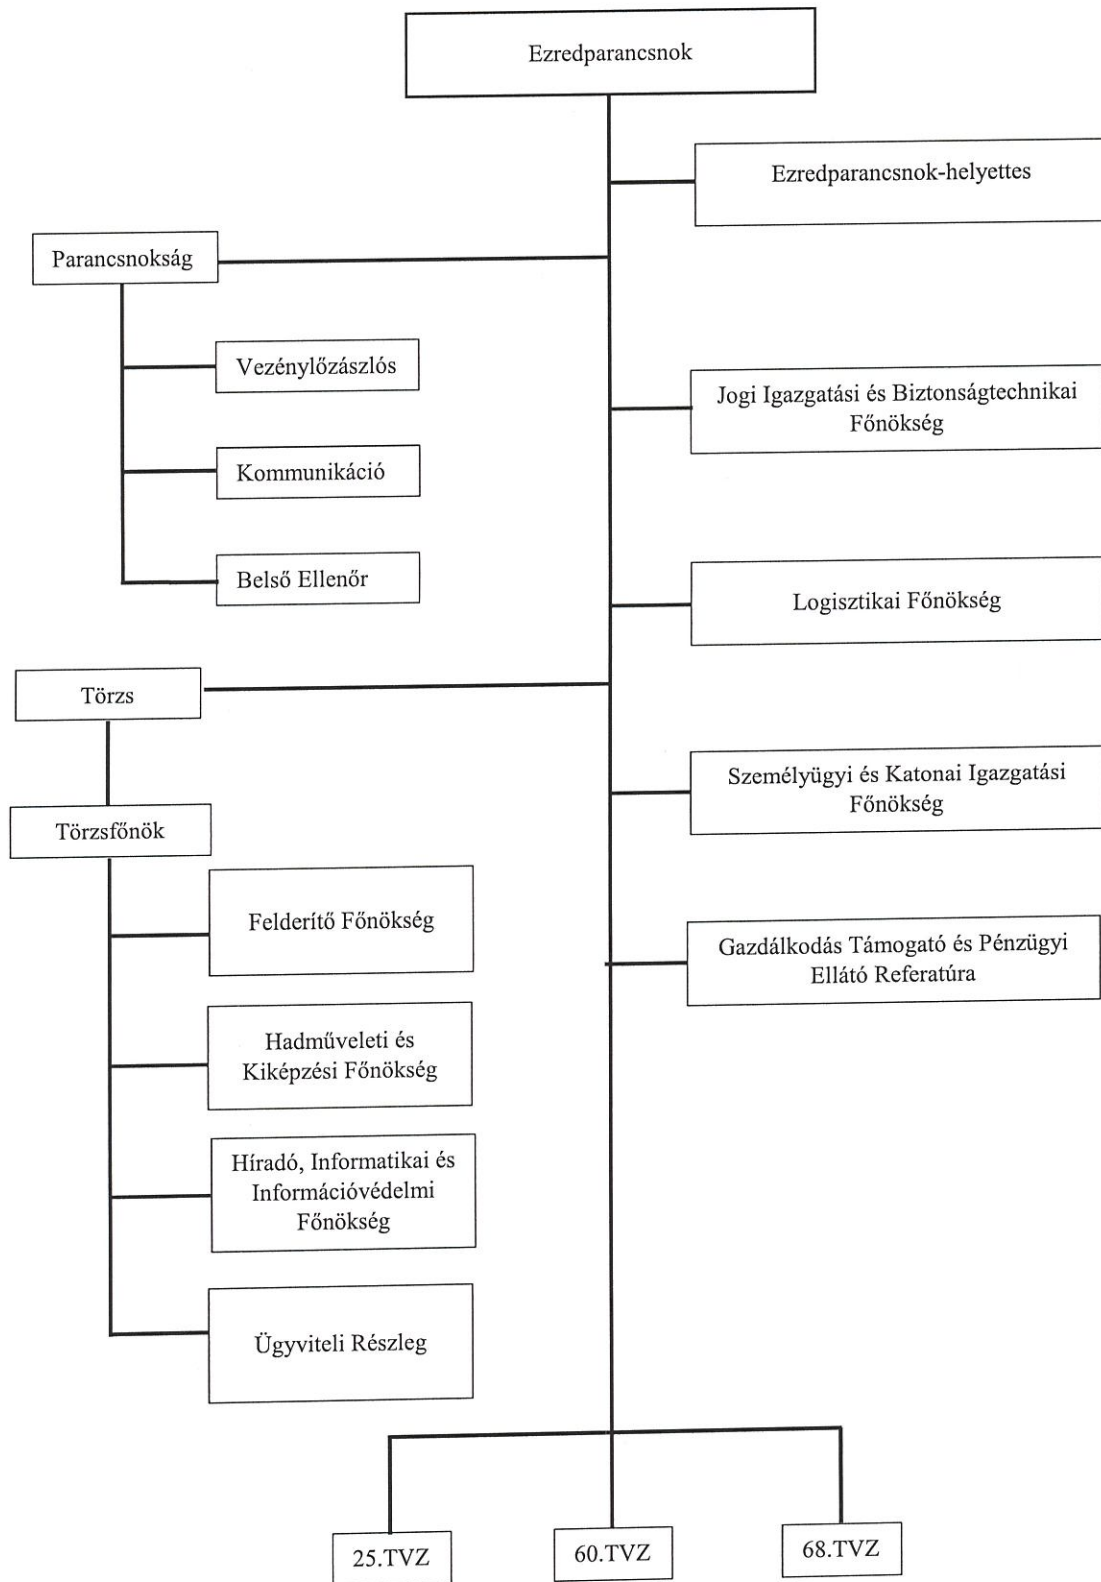 Ezredparancsnok
Ezredparancsnok-helyettes
Parancsnokság
Vezénylőzászlós
Jogi Igazgatási és Biztonságtechnikai
Főnökség
Kommunikáció
Belső Ellenőr
Logisztikai Főnökség
Törzs
Személyügyi és Katonai Igazgatási
Főnökség
Törzsfőnök
Felderítő Főnökség
Gazdálkodás Támogató és Pénzügyi
Ellátó Referatúra
Hadműveleti és
Kiképzési Főnökség
Híradó, Informatikai és
Információvédelmi
Főnökség
Ügyviteli Részleg
25.TVZ
60.TVZ
68.TVZ